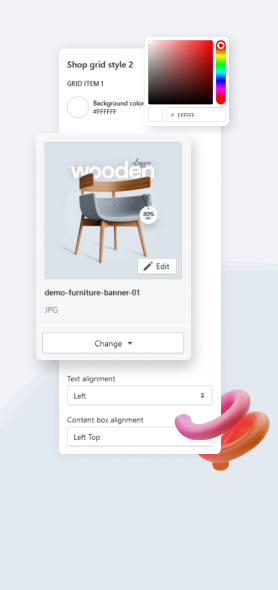 Shop grid style 2
GRID ITEM 1
Background color
#FFFFFF
# FFFFFF
classic
wooden
30%
OFF
Edit
demo-furniture-banner-01
JPG
Change
Text alignment
Left
Content box alignment
Left Top